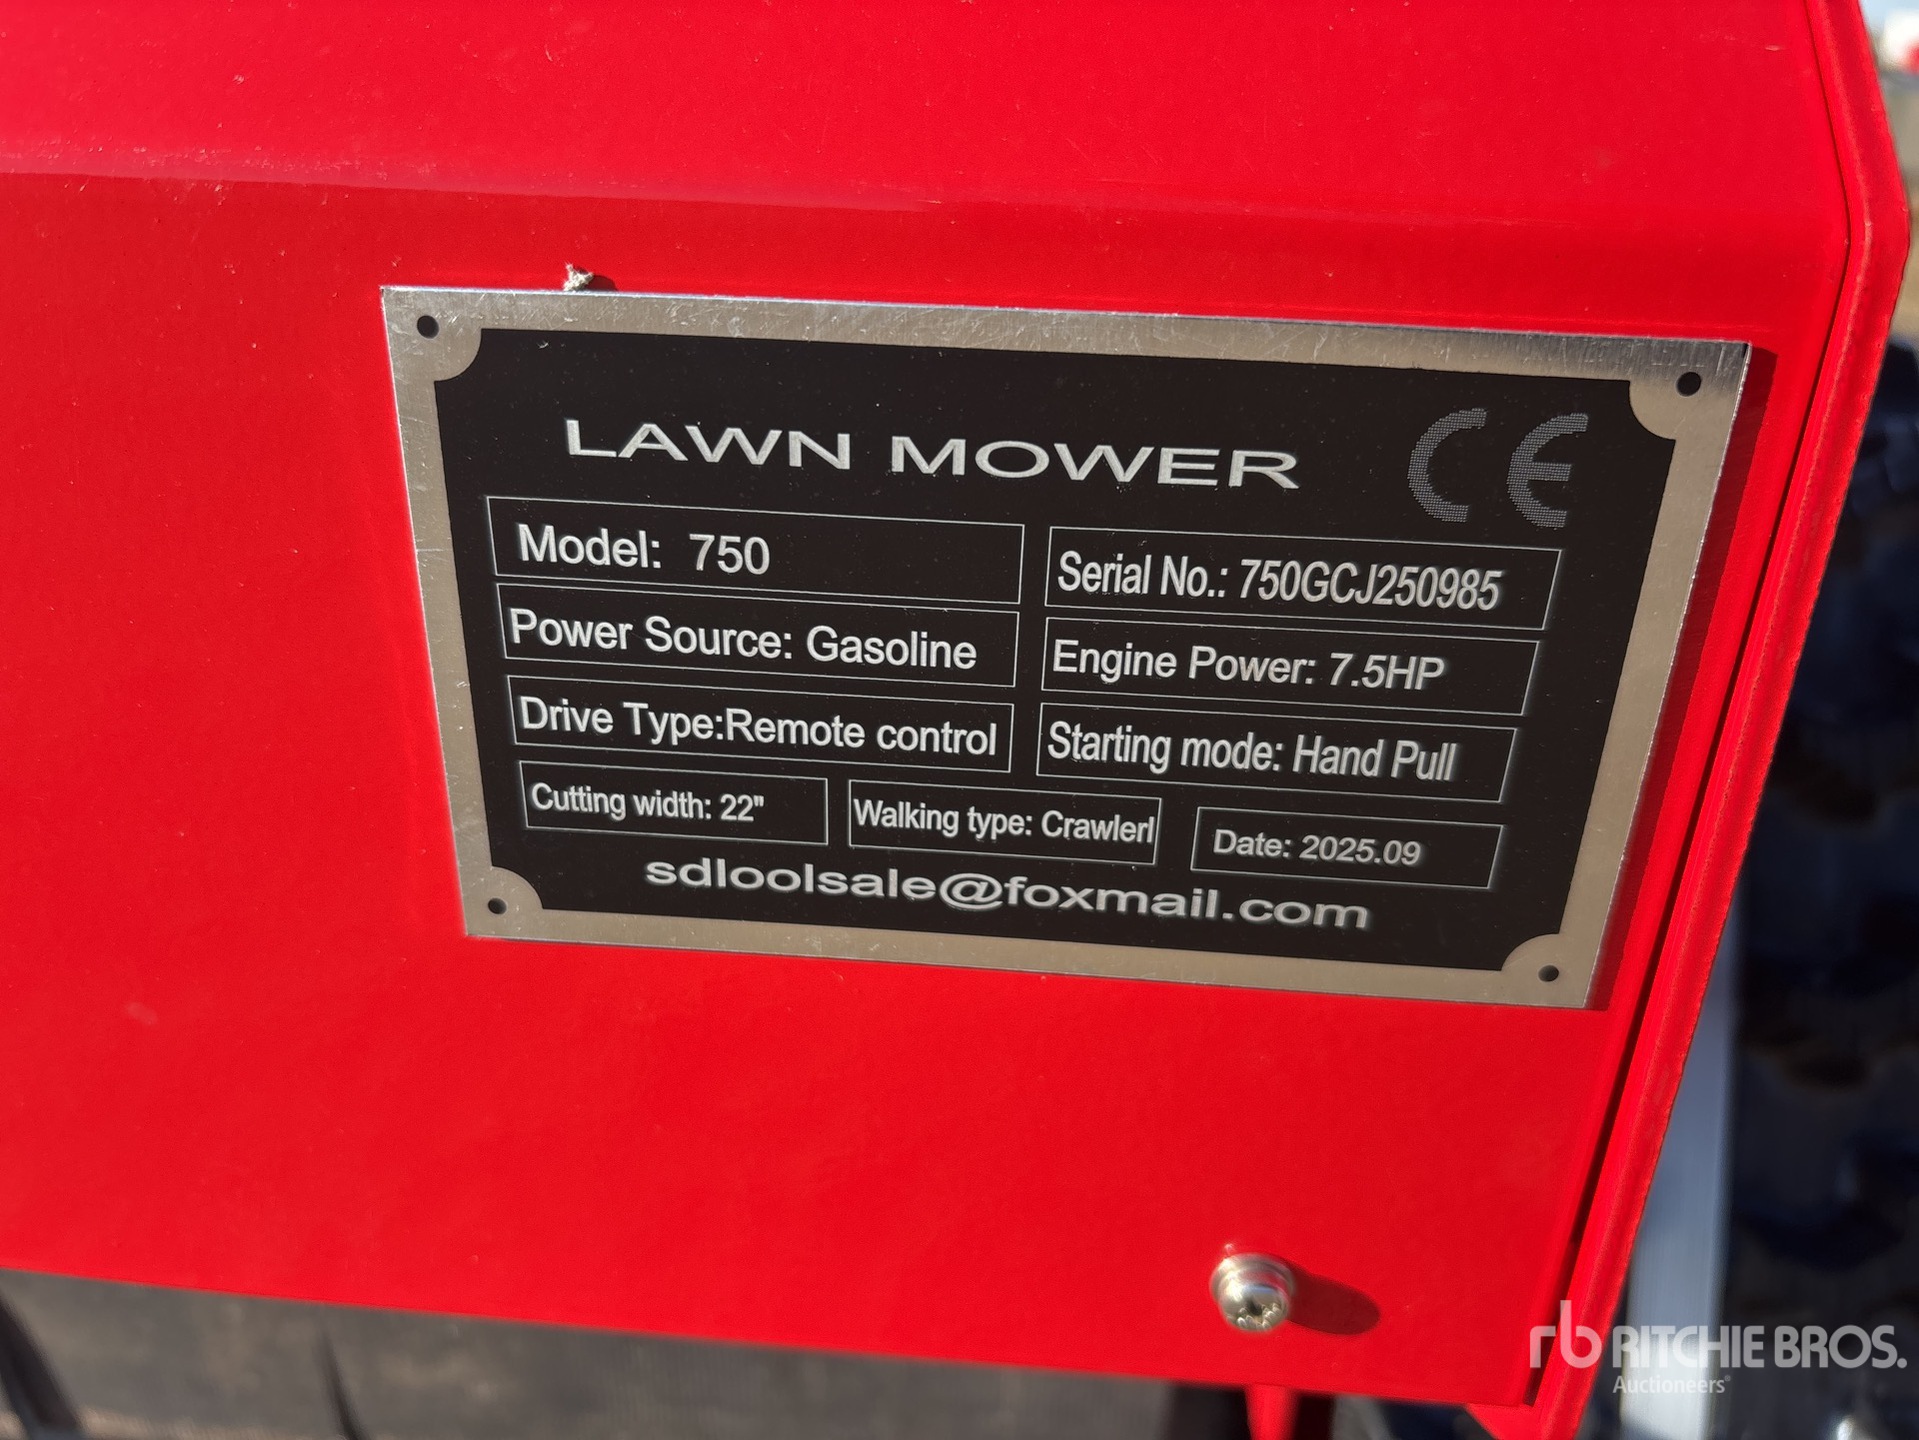 LAWN MOWER CE
Model: 750
Serial No.: 750GCJ250985
Power Source: Gasoline
Engine Power: 7.5HP
Drive Type:Remote control
Starting mode: Hand Pull
Cutting width: 22"
Walking type: Crawlerl
Date: 2025.09
sdloolsale@foxmail.com
rb RITCHIE BROS.
Auctioneers®